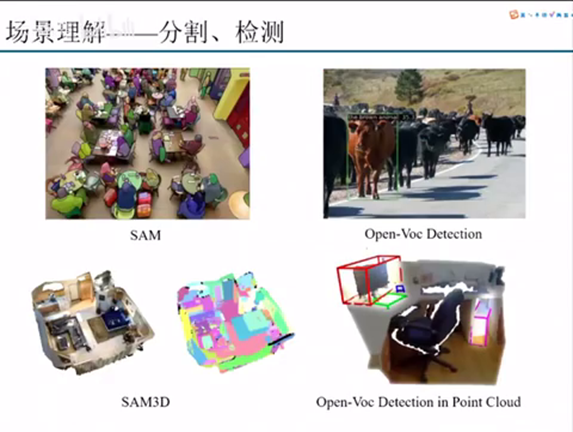 场景理解——分割、检测
the brown animal
SAM
Open-Voc Detection
SAM3D
Open-Voc Detection in Point Cloud